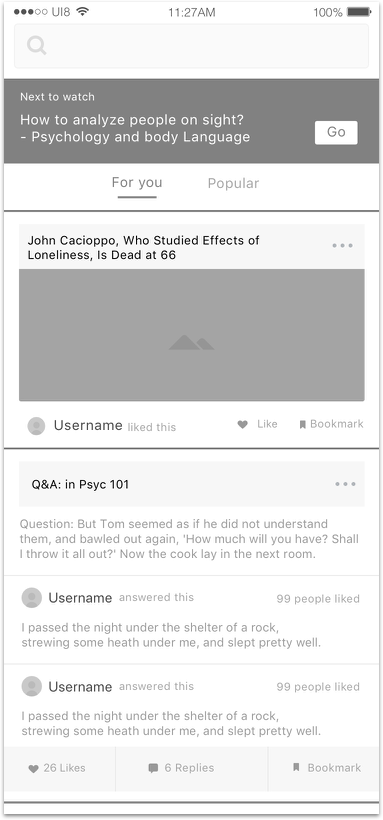 UI8 11:27AM 100%
Next to watch
How to analyze people on sight?
- Psychology and body Language
Go
For you Popular
John Cacioppo, Who Studied Effects of
Loneliness, Is Dead at 66
Username liked this Like Bookmark
Q&A: in Psyc 101
Question: But Tom seemed as if he did not understand
them, and bawled out again, 'How much will you have? Shall
I throw it all out?' Now the cook lay in the next room.
Username answered this 99 people liked
I passed the night under the shelter of a rock,
strewing some heath under me, and slept pretty well.
Username answered this 99 people liked
I passed the night under the shelter of a rock,
strewing some heath under me, and slept pretty well.
26 Likes 6 Replies Bookmark